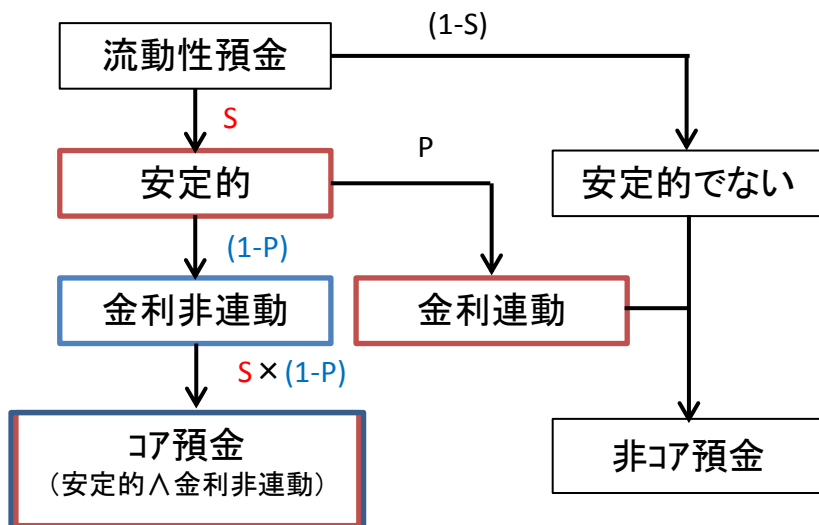 流動性預金
(1-S)
S
安定的
P
安定的でない
(1-P)
金利非連動
金利連動
S×(1-P)
コア預金
（安定的∧金利非連動）
非コア預金